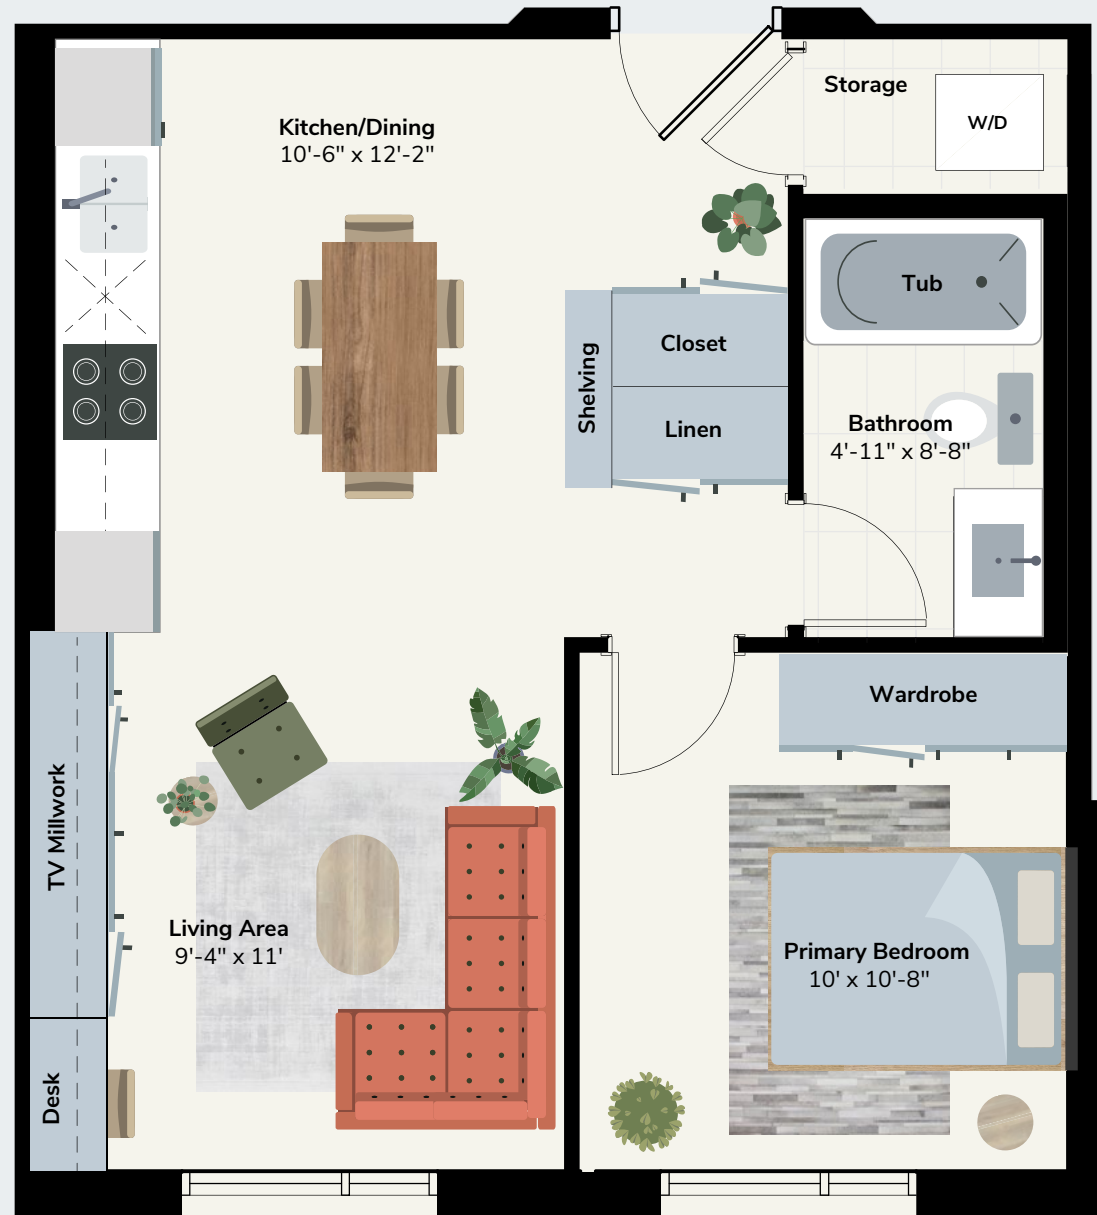 Storage
W/D
Kitchen/Dining
10'-6" x 12'-2"
Tub
Closet
Shelving
Linen
Bathroom
4'-11" x 8'-8"
Wardrobe
TV Millwork
Living Area
9'-4" x 11'
Primary Bedroom
10' x 10'-8"
Desk